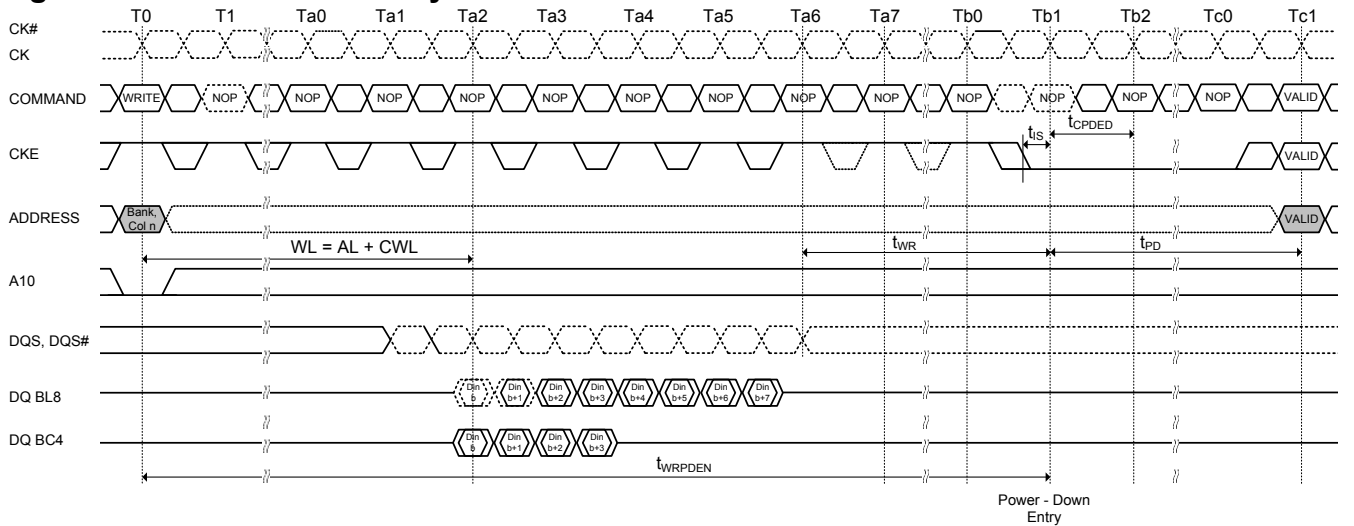 T0 T1 Ta0 Ta1 Ta2 Ta3 Ta4 Ta5 Ta6 Ta7 Tb0 Tb1 Tb2 Tc0 Tc1
CK#
CK
COMMAND WRITE NOP NOP NOP NOP NOP NOP NOP NOP NOP NOP NOP NOP NOP VALID
tIS tCPDED
CKE VALID
ADDRESS Bank, Col n VALID
WL = AL + CWL tWR tPD
A10
DQS, DQS#
DQ BL8 Din b Din b+1 Din b+2 Din b+3 Din b+4 Din b+5 Din b+6 Din b+7
DQ BC4 Din b Din b+1 Din b+2 Din b+3
tWRPDEN
Power - Down
Entry